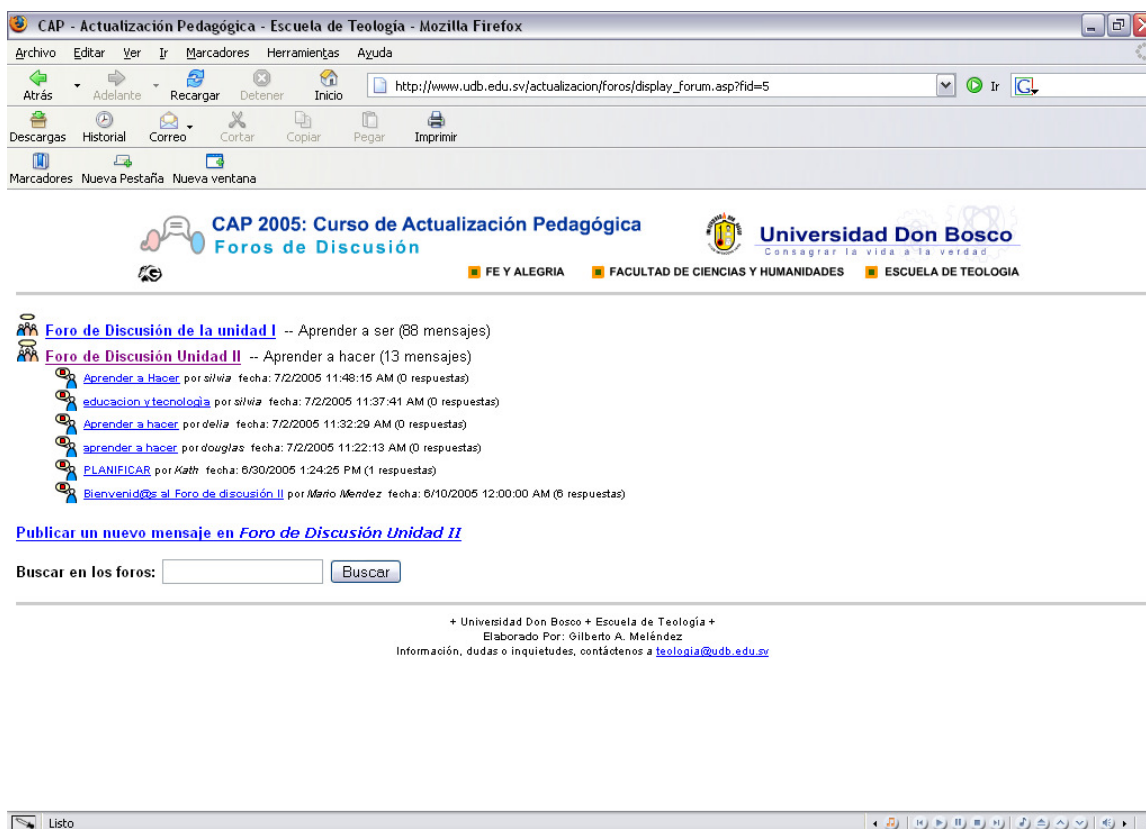 CAP - Actualización Pedagógica - Escuela de Teología - Mozilla Firefox
Archivo Editar Ver Ir Marcadores Herramientas Ayuda
http://www.udb.edu.sv/actualizacion/foros/display_forum.asp?fid=5 Ir
Atrás Adelante Recargar Detener Inicio
Descargas Historial Correo Cortar Copiar Pegar Imprimir
Marcadores Nueva Pestaña Nueva ventana
CAP 2005: Curso de Actualización Pedagógica
Foros de Discusión
Universidad Don Bosco
Consagrar la vida a la verdad
FE Y ALEGRIA FACULTAD DE CIENCIAS Y HUMANIDADES ESCUELA DE TEOLOGIA
Foro de Discusión de la unidad I -- Aprender a ser (88 mensajes)
Foro de Discusión Unidad II -- Aprender a hacer (13 mensajes)
Aprender a Hacer por silvia fecha: 7/2/2005 11:48:15 AM (0 respuestas)
educacion y tecnologìa por silvia fecha: 7/2/2005 11:37:41 AM (0 respuestas)
Aprender a hacer por delia fecha: 7/2/2005 11:32:29 AM (0 respuestas)
aprender a hacer por douglas fecha: 7/2/2005 11:22:13 AM (0 respuestas)
PLANIFICAR por Kath fecha: 6/30/2005 1:24:25 PM (1 respuestas)
Bienvenid@s al Foro de discusión II por Mario Mendez fecha: 6/10/2005 12:00:00 AM (6 respuestas)
Publicar un nuevo mensaje en Foro de Discusión Unidad II
Buscar en los foros: Buscar
+ Universidad Don Bosco + Escuela de Teología +
Elaborado Por: Gilberto A. Meléndez
Información, dudas o inquietudes, contáctenos a teologia@udb.edu.sv
Listo